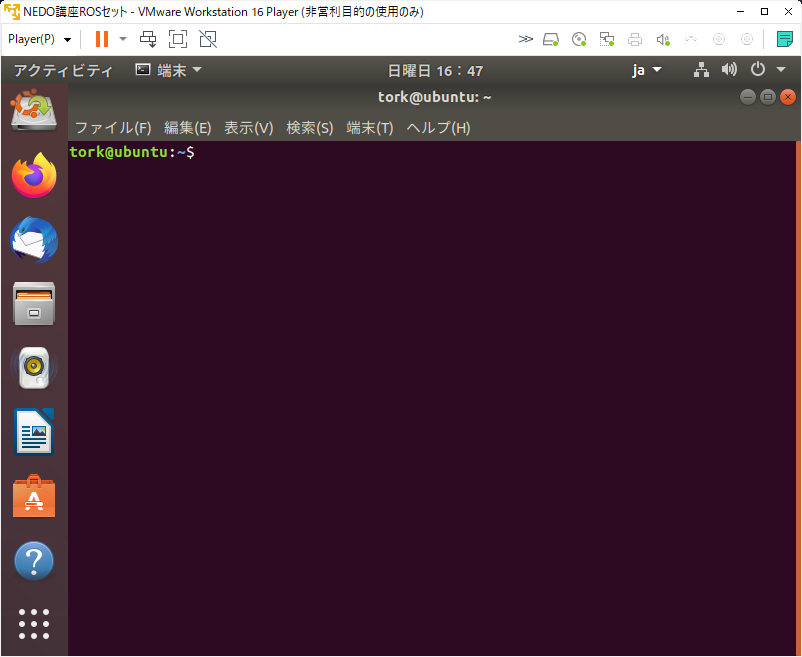 NEDO講座ROSセット - VMware Workstation 16 Player (非営利目的の使用のみ)
Player(P)
アクティビティ 端末 日曜日 16：47 ja
tork@ubuntu: ~
ファイル(F) 編集(E) 表示(V) 検索(S) 端末(T) ヘルプ(H)
tork@ubuntu:~$